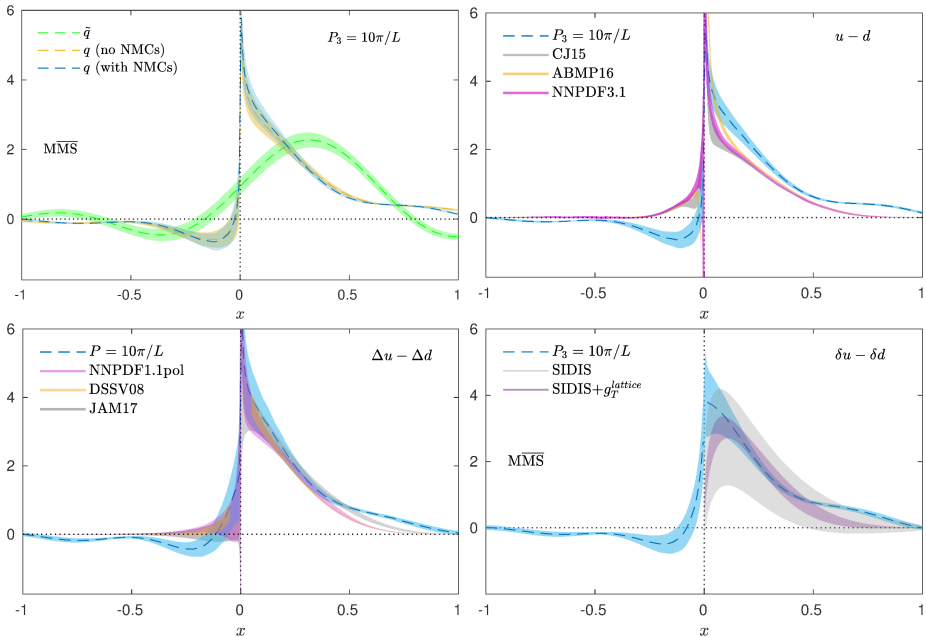 6
4
2
0
-1
-0.5
0
0.5
1
x
q̃
q (no NMCs)
q (with NMCs)
P₃ = 10π/L
MM̅S̅
6
4
2
0
-1
-0.5
0
0.5
1
x
P₃ = 10π/L
CJ15
ABMP16
NNPDF3.1
u − d
6
4
2
0
-1
-0.5
0
0.5
1
x
P = 10π/L
NNPDF1.1pol
DSSV08
JAM17
Δu − Δd
6
4
2
0
-1
-0.5
0
0.5
1
x
P₃ = 10π/L
SIDIS
SIDIS+g_T^{lattice}
δu − δd
MM̅S̅